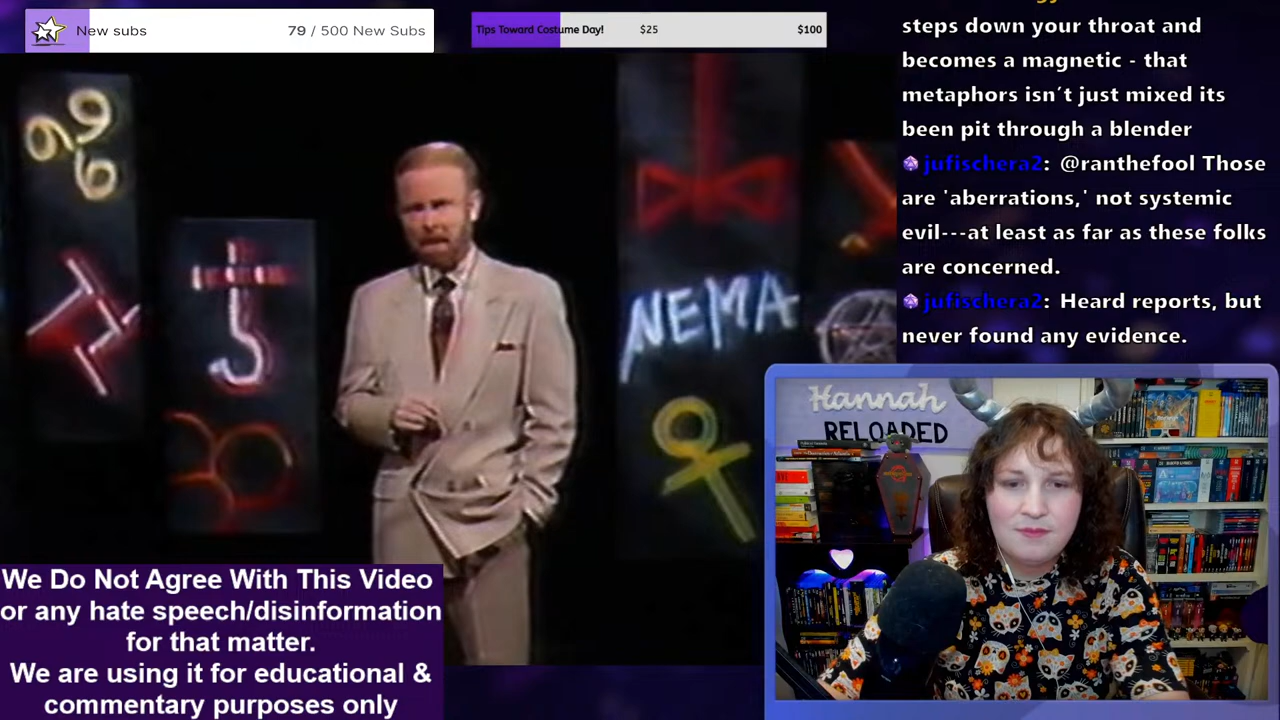 New subs
79 / 500 New Subs
Tips Toward Costume Day!
$25
$100
steps down your throat and
becomes a magnetic - that
metaphors isn't just mixed its
been pit through a blender
jufischera2: @ranthefool Those
are 'aberrations,' not systemic
evil---at least as far as these folks
are concerned.
jufischera2: Heard reports, but
never found any evidence.
9
9
6
NEMA
Hannah
RELOADED
We Do Not Agree With This Video
or any hate speech/disinformation
for that matter.
We are using it for educational &
commentary purposes only